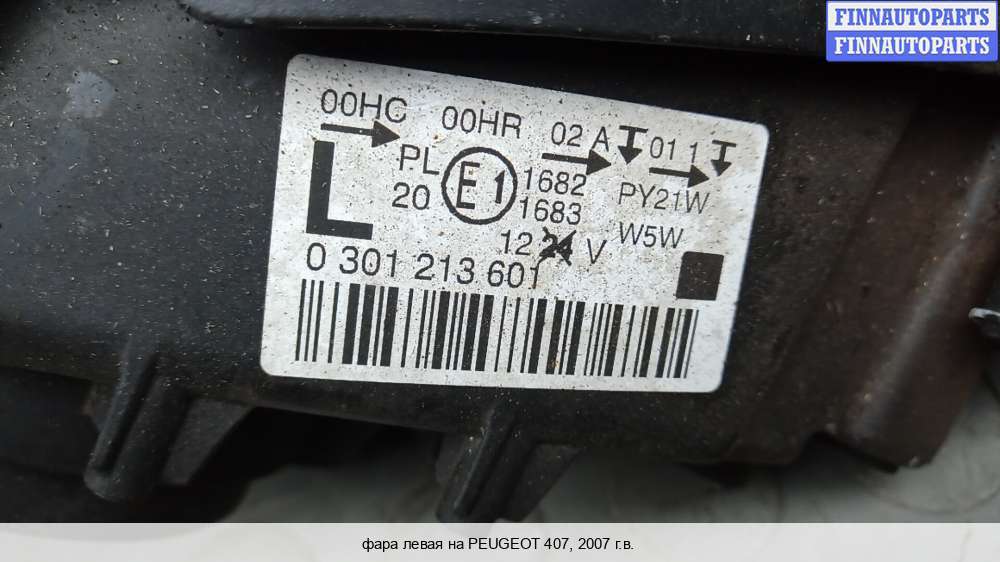 FINNAUTOPARTS
FINNAUTOPARTS
00HC 00HR 02 A 01 1
L PL E1 1682 PY21W
20 1683 W5W
12 24 V
0 301 213 601
фара левая на PEUGEOT 407, 2007 г.в.